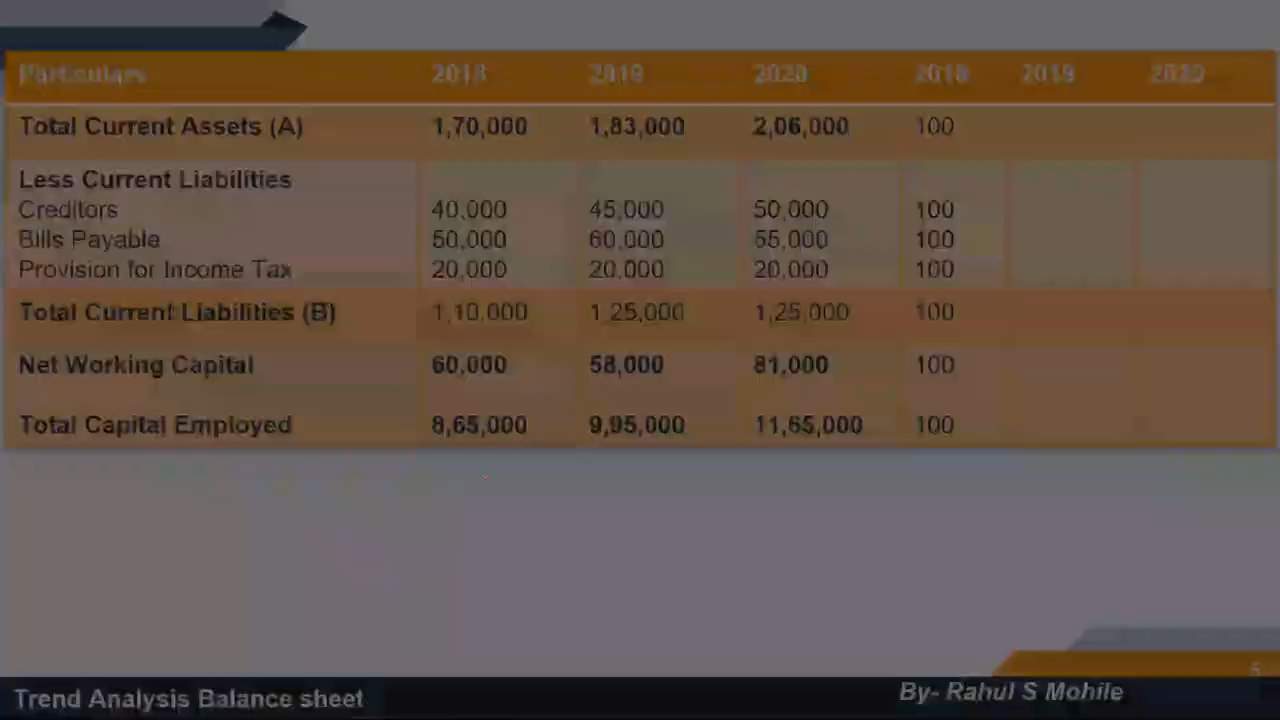 Particulars 2018 2019 2020 2018 2019 2020
Total Current Assets (A) 1,70,000 1,83,000 2,06,000 100
Less Current Liabilities
Creditors 40,000 45,000 50,000 100
Bills Payable 50,000 60,000 55,000 100
Provision for Income Tax 20,000 20,000 20,000 100
Total Current Liabilities (B) 1,10,000 1,25,000 1,25,000 100
Net Working Capital 60,000 58,000 81,000 100
Total Capital Employed 8,65,000 9,95,000 11,65,000 100
5
Trend Analysis Balance sheet By- Rahul S Mohile